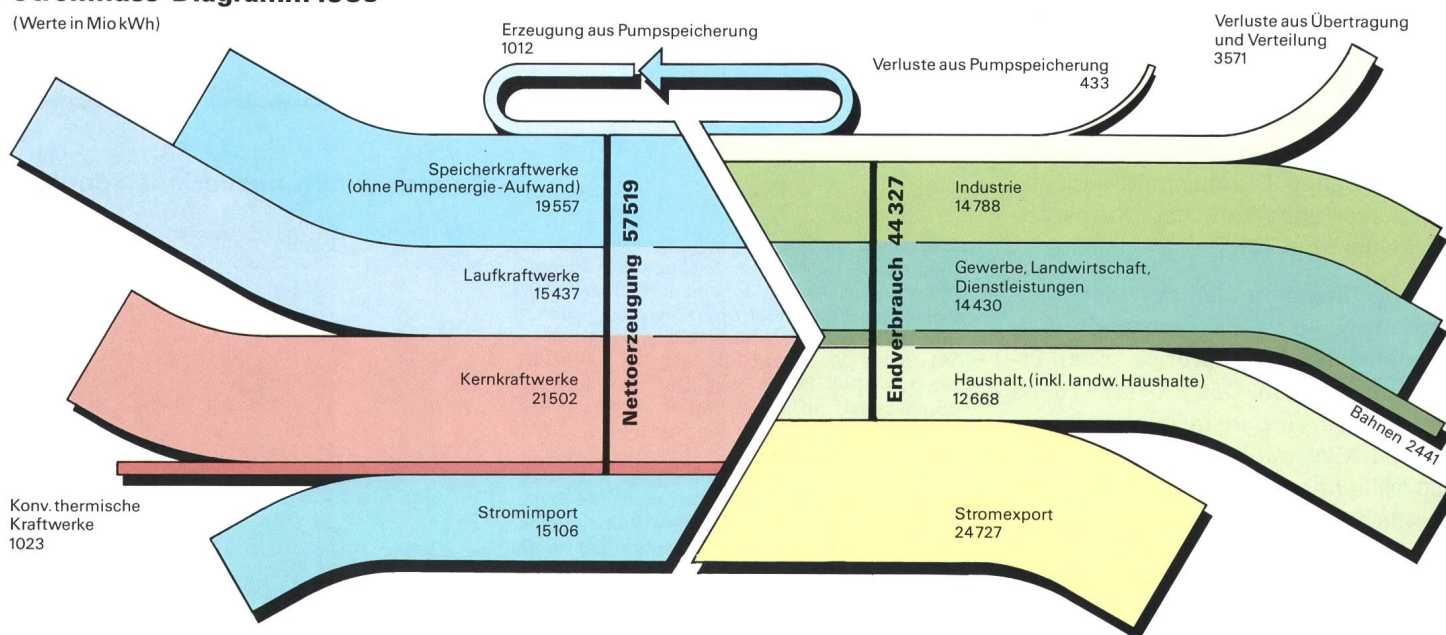 (Werte in Mio kWh)
Erzeugung aus Pumpspeicherung
1012
Verluste aus Pumpspeicherung
433
Verluste aus Übertragung
und Verteilung
3571
Speicherkraftwerke
(ohne Pumpenergie-Aufwand)
19557
Laufkraftwerke
15437
Kernkraftwerke
21502
Konv. thermische
Kraftwerke
1023
Stromimport
15106
Nettoerzeugung 57519
Endverbrauch 44327
Industrie
14788
Gewerbe, Landwirtschaft,
Dienstleistungen
14430
Haushalt, (inkl. landw. Haushalte)
12668
Bahnen 2441
Stromexport
24727